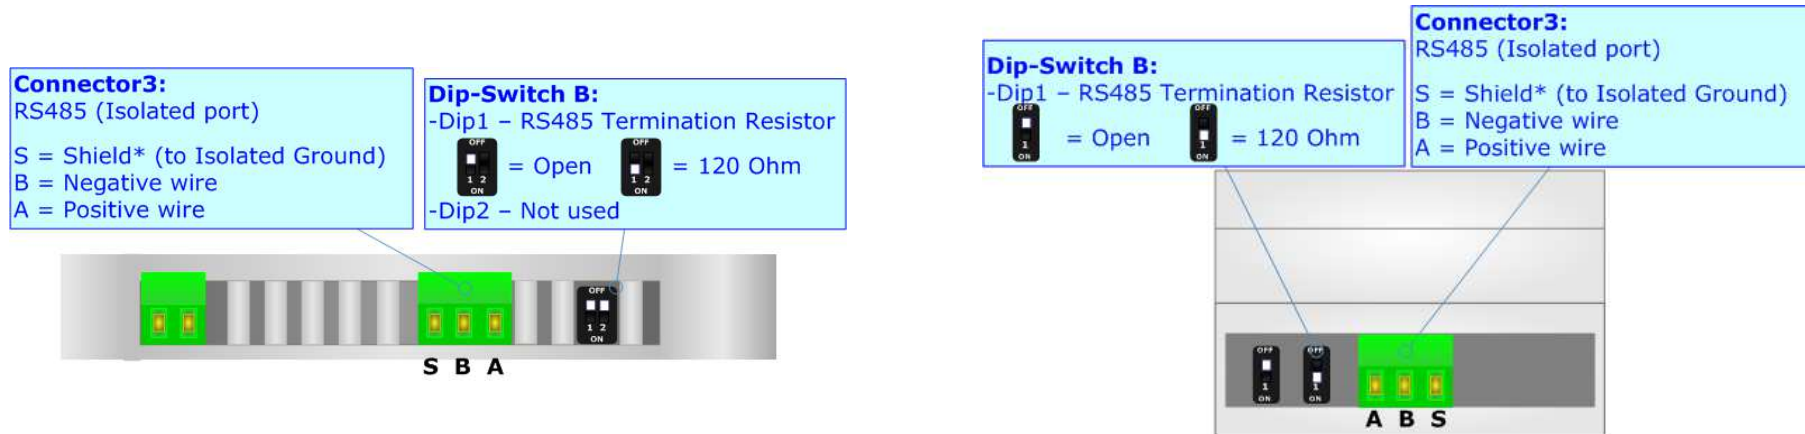 Connector3:
RS485 (Isolated port)
S = Shield* (to Isolated Ground)
B = Negative wire
A = Positive wire
Dip-Switch B:
-Dip1 – RS485 Termination Resistor
OFF
1 2
ON
= Open
OFF
1 2
ON
= 120 Ohm
-Dip2 – Not used
OFF
1 2
ON
S B A
Dip-Switch B:
-Dip1 – RS485 Termination Resistor
OFF
1
ON
= Open
OFF
1
ON
= 120 Ohm
Connector3:
RS485 (Isolated port)
S = Shield* (to Isolated Ground)
B = Negative wire
A = Positive wire
OFF
1
ON
OFF
1
ON
A B S